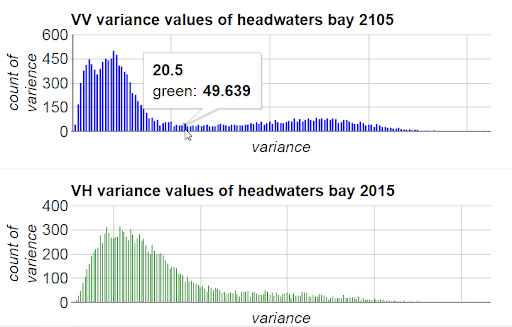 VV variance values of headwaters bay 2105
600
450
300
150
0
count of
varience
20.5
green: 49.639
variance
VH variance values of headwaters bay 2015
400
300
200
100
0
count of
varience
variance